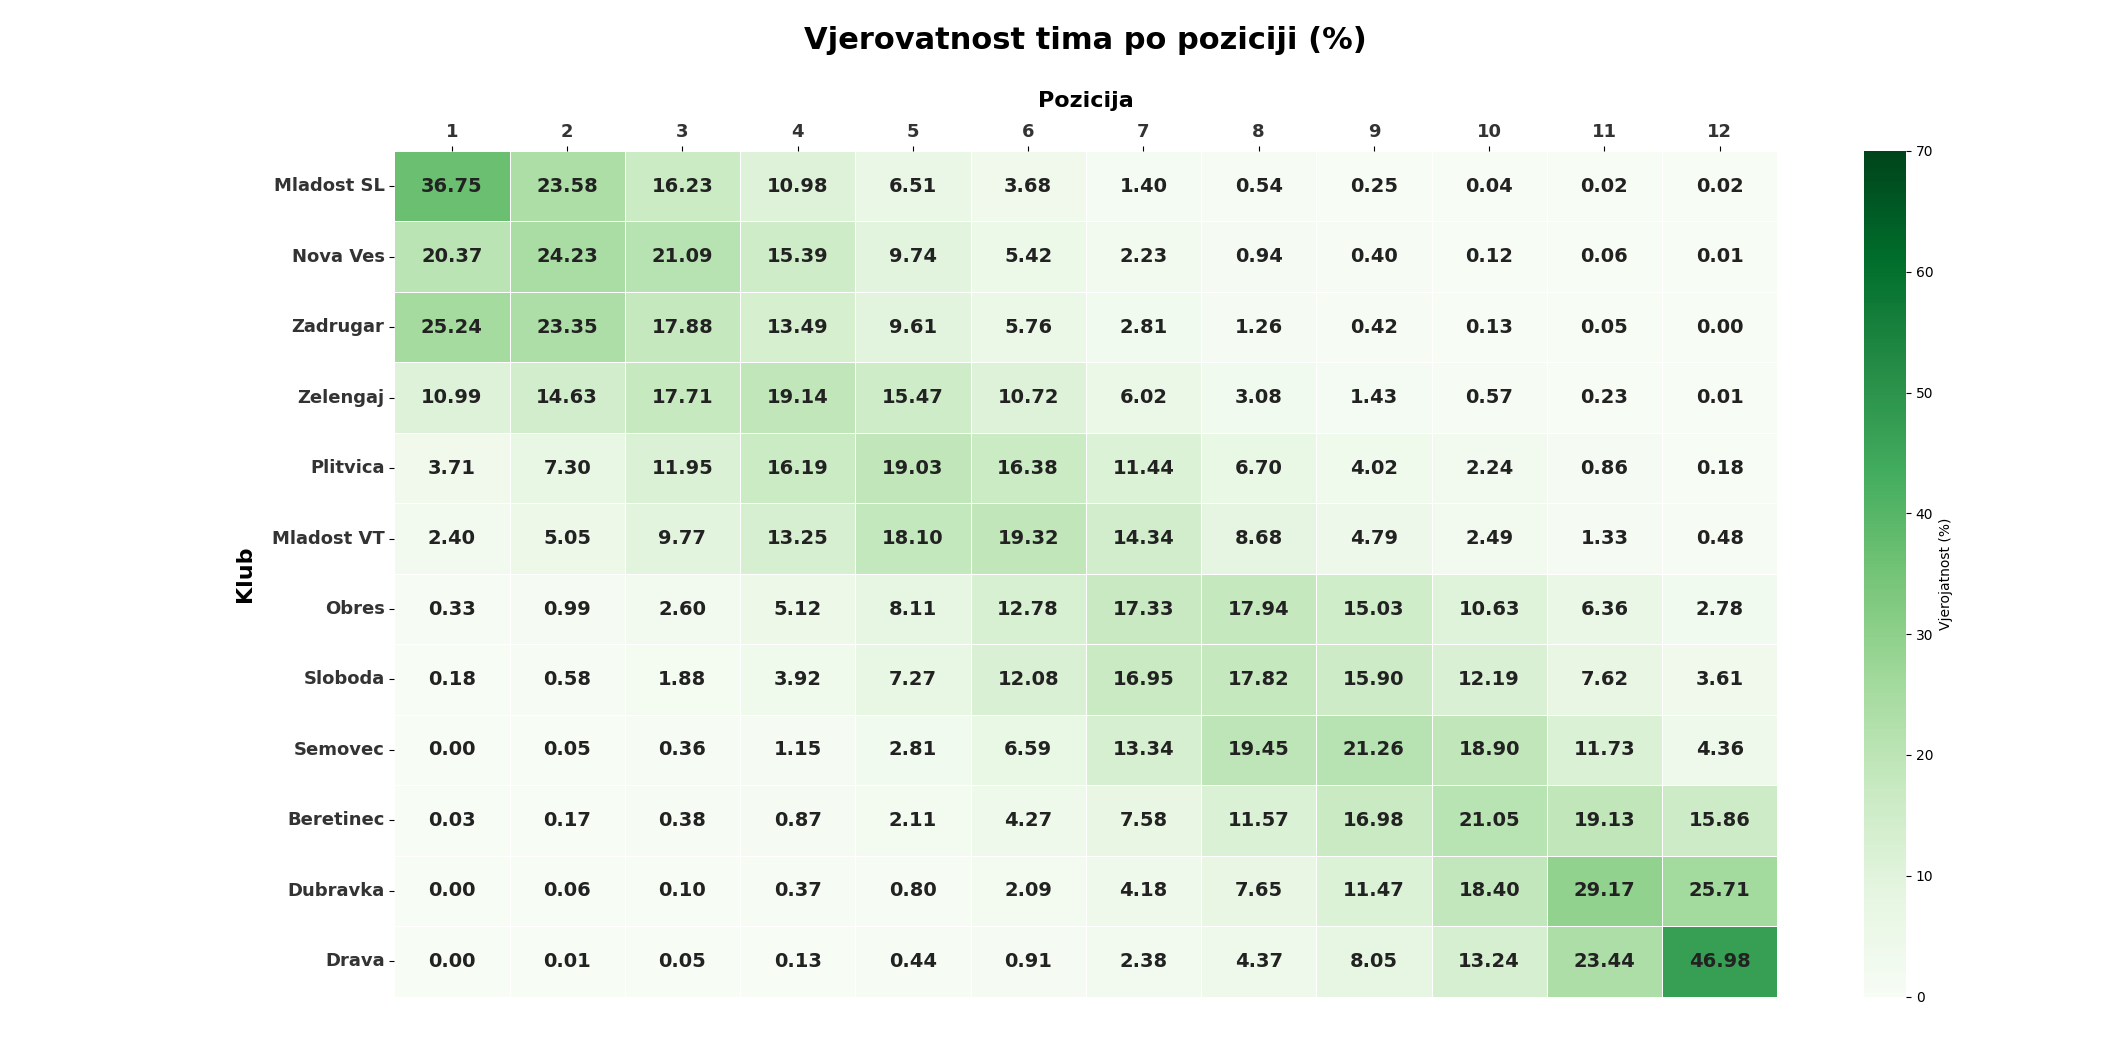 Vjerovatnost tima po poziciji (%)
Pozicija
1 2 3 4 5 6 7 8 9 10 11 12
Mladost SL 36.75 23.58 16.23 10.98 6.51 3.68 1.40 0.54 0.25 0.04 0.02 0.02
Nova Ves 20.37 24.23 21.09 15.39 9.74 5.42 2.23 0.94 0.40 0.12 0.06 0.01
Zadrugar 25.24 23.35 17.88 13.49 9.61 5.76 2.81 1.26 0.42 0.13 0.05 0.00
Zelengaj 10.99 14.63 17.71 19.14 15.47 10.72 6.02 3.08 1.43 0.57 0.23 0.01
Plitvica 3.71 7.30 11.95 16.19 19.03 16.38 11.44 6.70 4.02 2.24 0.86 0.18
Mladost VT 2.40 5.05 9.77 13.25 18.10 19.32 14.34 8.68 4.79 2.49 1.33 0.48
Obres 0.33 0.99 2.60 5.12 8.11 12.78 17.33 17.94 15.03 10.63 6.36 2.78
Sloboda 0.18 0.58 1.88 3.92 7.27 12.08 16.95 17.82 15.90 12.19 7.62 3.61
Semovec 0.00 0.05 0.36 1.15 2.81 6.59 13.34 19.45 21.26 18.90 11.73 4.36
Beretinec 0.03 0.17 0.38 0.87 2.11 4.27 7.58 11.57 16.98 21.05 19.13 15.86
Dubravka 0.00 0.06 0.10 0.37 0.80 2.09 4.18 7.65 11.47 18.40 29.17 25.71
Drava 0.00 0.01 0.05 0.13 0.44 0.91 2.38 4.37 8.05 13.24 23.44 46.98
Klub
70
60
50
40
30
20
10
0
Vjerojatnost (%)